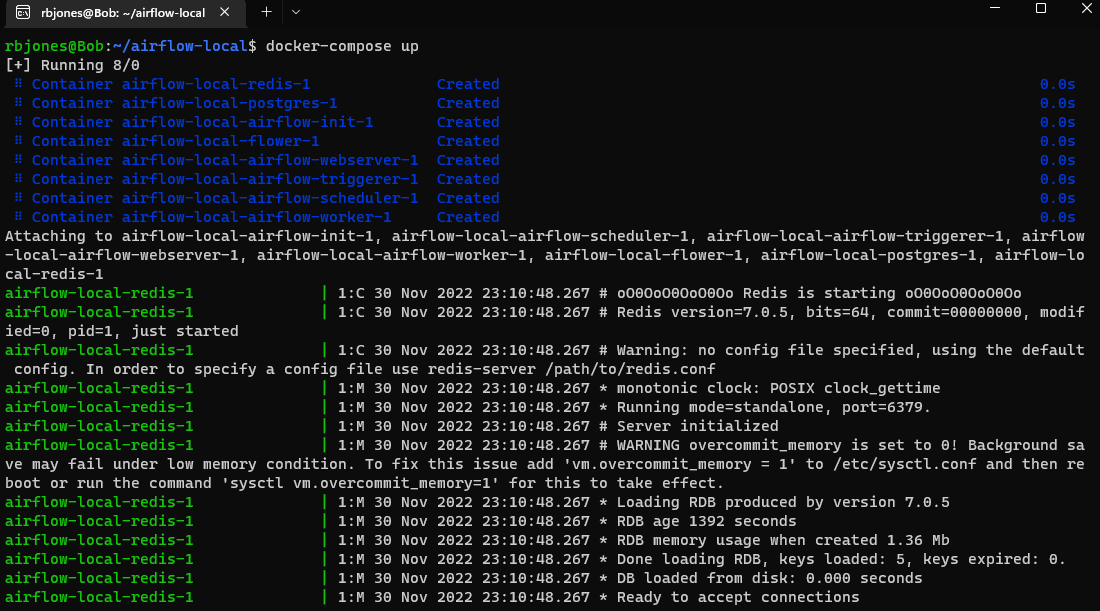 rbjones@Bob: ~/airflow-local
rbjones@Bob:~/airflow-local$ docker-compose up
[+] Running 8/0
⠿ Container airflow-local-redis-1 Created 0.0s
⠿ Container airflow-local-postgres-1 Created 0.0s
⠿ Container airflow-local-airflow-init-1 Created 0.0s
⠿ Container airflow-local-flower-1 Created 0.0s
⠿ Container airflow-local-airflow-webserver-1 Created 0.0s
⠿ Container airflow-local-airflow-triggerer-1 Created 0.0s
⠿ Container airflow-local-airflow-scheduler-1 Created 0.0s
⠿ Container airflow-local-airflow-worker-1 Created 0.0s
Attaching to airflow-local-airflow-init-1, airflow-local-airflow-scheduler-1, airflow-local-airflow-triggerer-1, airflow
-local-airflow-webserver-1, airflow-local-airflow-worker-1, airflow-local-flower-1, airflow-local-postgres-1, airflow-lo
cal-redis-1
airflow-local-redis-1 | 1:C 30 Nov 2022 23:10:48.267 # oO0OoO0OoO0Oo Redis is starting oO0OoO0OoO0Oo
airflow-local-redis-1 | 1:C 30 Nov 2022 23:10:48.267 # Redis version=7.0.5, bits=64, commit=00000000, modif
ied=0, pid=1, just started
airflow-local-redis-1 | 1:C 30 Nov 2022 23:10:48.267 # Warning: no config file specified, using the default
config. In order to specify a config file use redis-server /path/to/redis.conf
airflow-local-redis-1 | 1:M 30 Nov 2022 23:10:48.267 * monotonic clock: POSIX clock_gettime
airflow-local-redis-1 | 1:M 30 Nov 2022 23:10:48.267 * Running mode=standalone, port=6379.
airflow-local-redis-1 | 1:M 30 Nov 2022 23:10:48.267 # Server initialized
airflow-local-redis-1 | 1:M 30 Nov 2022 23:10:48.267 # WARNING overcommit_memory is set to 0! Background sa
ve may fail under low memory condition. To fix this issue add 'vm.overcommit_memory = 1' to /etc/sysctl.conf and then re
boot or run the command 'sysctl vm.overcommit_memory=1' for this to take effect.
airflow-local-redis-1 | 1:M 30 Nov 2022 23:10:48.267 * Loading RDB produced by version 7.0.5
airflow-local-redis-1 | 1:M 30 Nov 2022 23:10:48.267 * RDB age 1392 seconds
airflow-local-redis-1 | 1:M 30 Nov 2022 23:10:48.267 * RDB memory usage when created 1.36 Mb
airflow-local-redis-1 | 1:M 30 Nov 2022 23:10:48.267 * Done loading RDB, keys loaded: 5, keys expired: 0.
airflow-local-redis-1 | 1:M 30 Nov 2022 23:10:48.267 * DB loaded from disk: 0.000 seconds
airflow-local-redis-1 | 1:M 30 Nov 2022 23:10:48.267 * Ready to accept connections